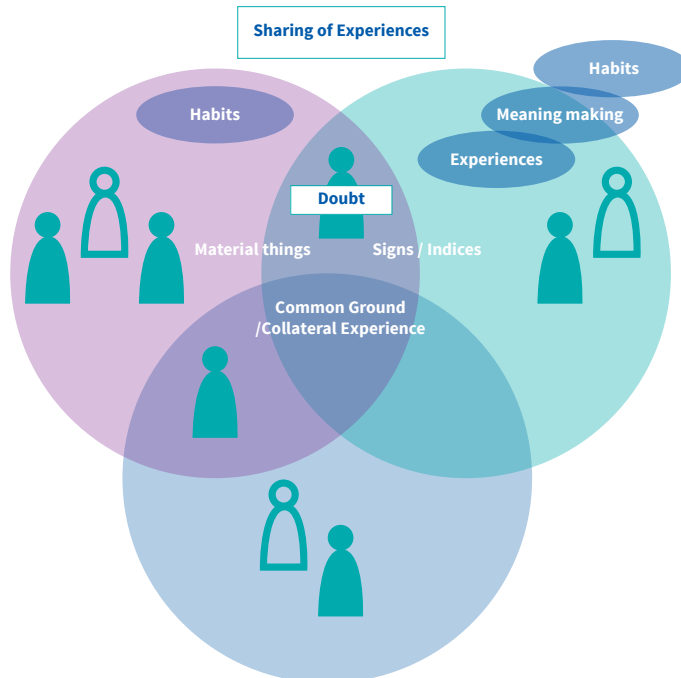 Sharing of Experiences
Habits
Habits
Meaning making
Experiences
Doubt
Material things
Signs / Indices
Common Ground
/Collateral Experience